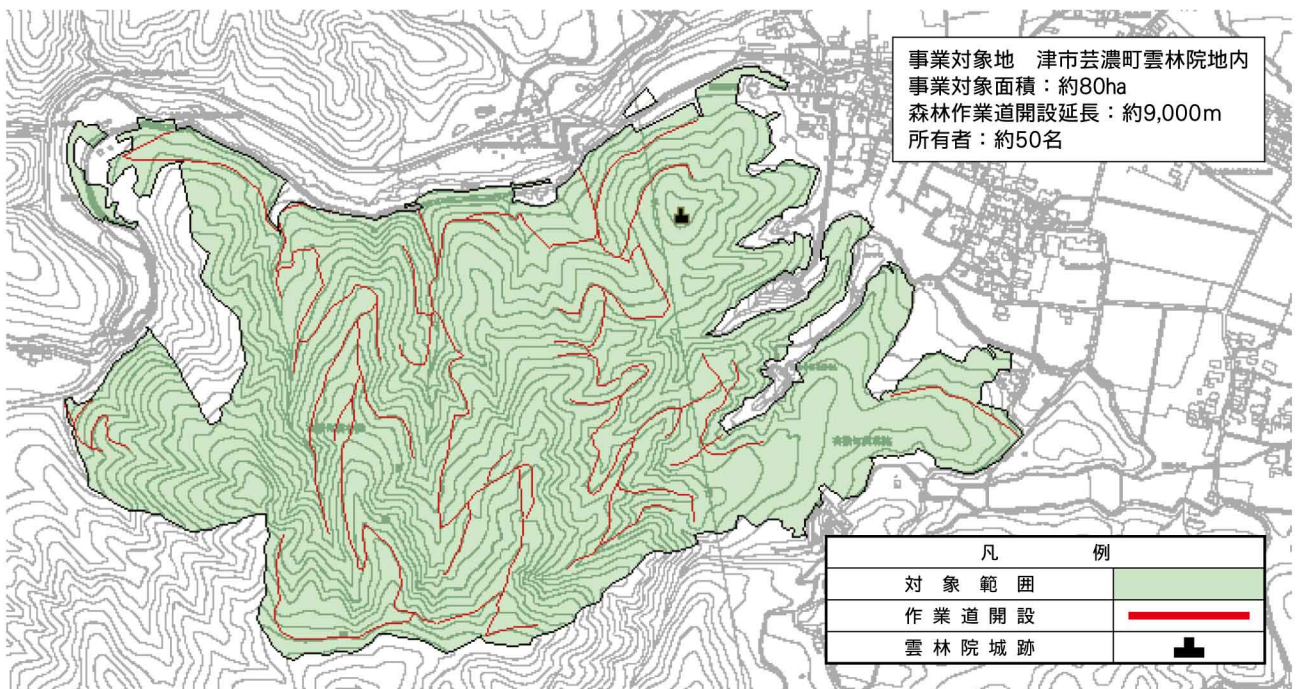 事業対象地　津市芸濃町雲林院地内
事業対象面積：約80ha
森林作業道開設延長：約9,000m
所有者：約50名
凡　例
対象範囲
作業道開設
雲林院城跡